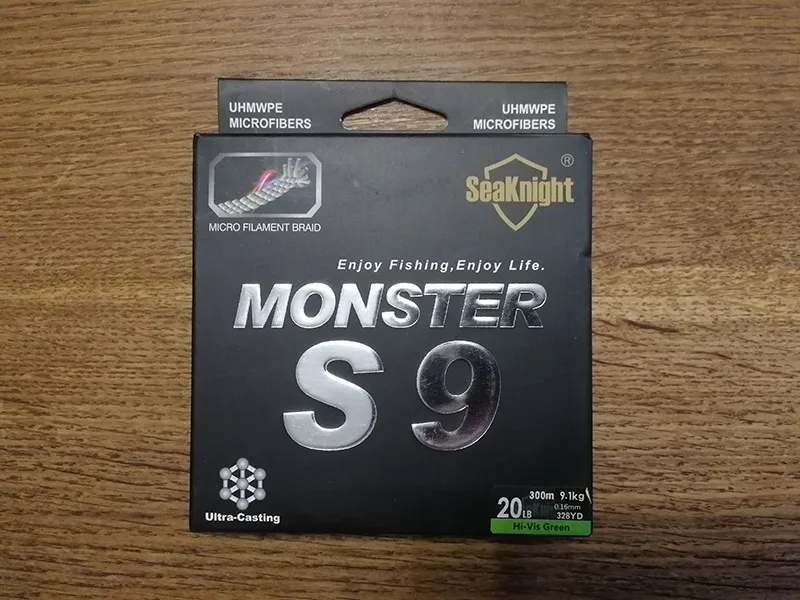 UHMWPE
MICROFIBERS
UHMWPE
MICROFIBERS
MICRO FILAMENT BRAID
SeaKnight®
Enjoy Fishing,Enjoy Life.
MONSTER
S9
Ultra-Casting
300m 9.1kg
20LB
0.16mm
328YD
Hi-Vis Green